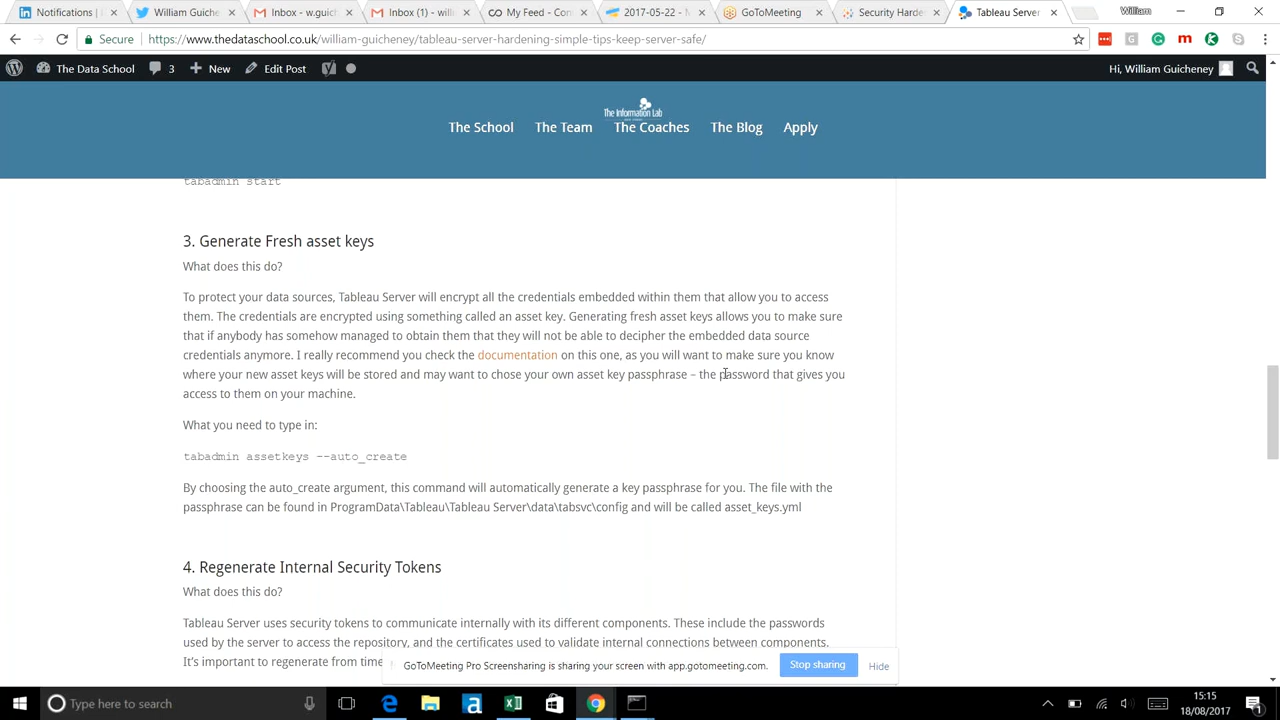 Notifications |
William Guiche
Inbox - w.guich
Inbox (1) - wille
My Feed - Com
2017-05-22 - M
GoToMeeting
Security Harde
Tableau Server
William
Secure
https://www.thedataschool.co.uk/william-guicheney/tableau-server-hardening-simple-tips-keep-server-safe/
The Data School
3
New
Edit Post
Hi, William Guicheney
The Information Lab
The School
The Team
The Coaches
The Blog
Apply
tabadmin start
3. Generate Fresh asset keys
What does this do?
To protect your data sources, Tableau Server will encrypt all the credentials embedded within them that allow you to access
them. The credentials are encrypted using something called an asset key. Generating fresh asset keys allows you to make sure
that if anybody has somehow managed to obtain them that they will not be able to decipher the embedded data source
credentials anymore. I really recommend you check the documentation on this one, as you will want to make sure you know
where your new asset keys will be stored and may want to chose your own asset key passphrase – the password that gives you
access to them on your machine.
What you need to type in:
tabadmin assetkeys --auto_create
By choosing the auto_create argument, this command will automatically generate a key passphrase for you. The file with the
passphrase can be found in ProgramData\Tableau\Tableau Server\data\tabsvc\config and will be called asset_keys.yml
4. Regenerate Internal Security Tokens
What does this do?
Tableau Server uses security tokens to communicate internally with its different components. These include the passwords
used by the server to access the repository, and the certificates used to validate internal connections between components.
It's important to regenerate from time
GoToMeeting Pro Screensharing is sharing your screen with app.gotomeeting.com.
Stop sharing
Hide
Type here to search
15:15
18/08/2017